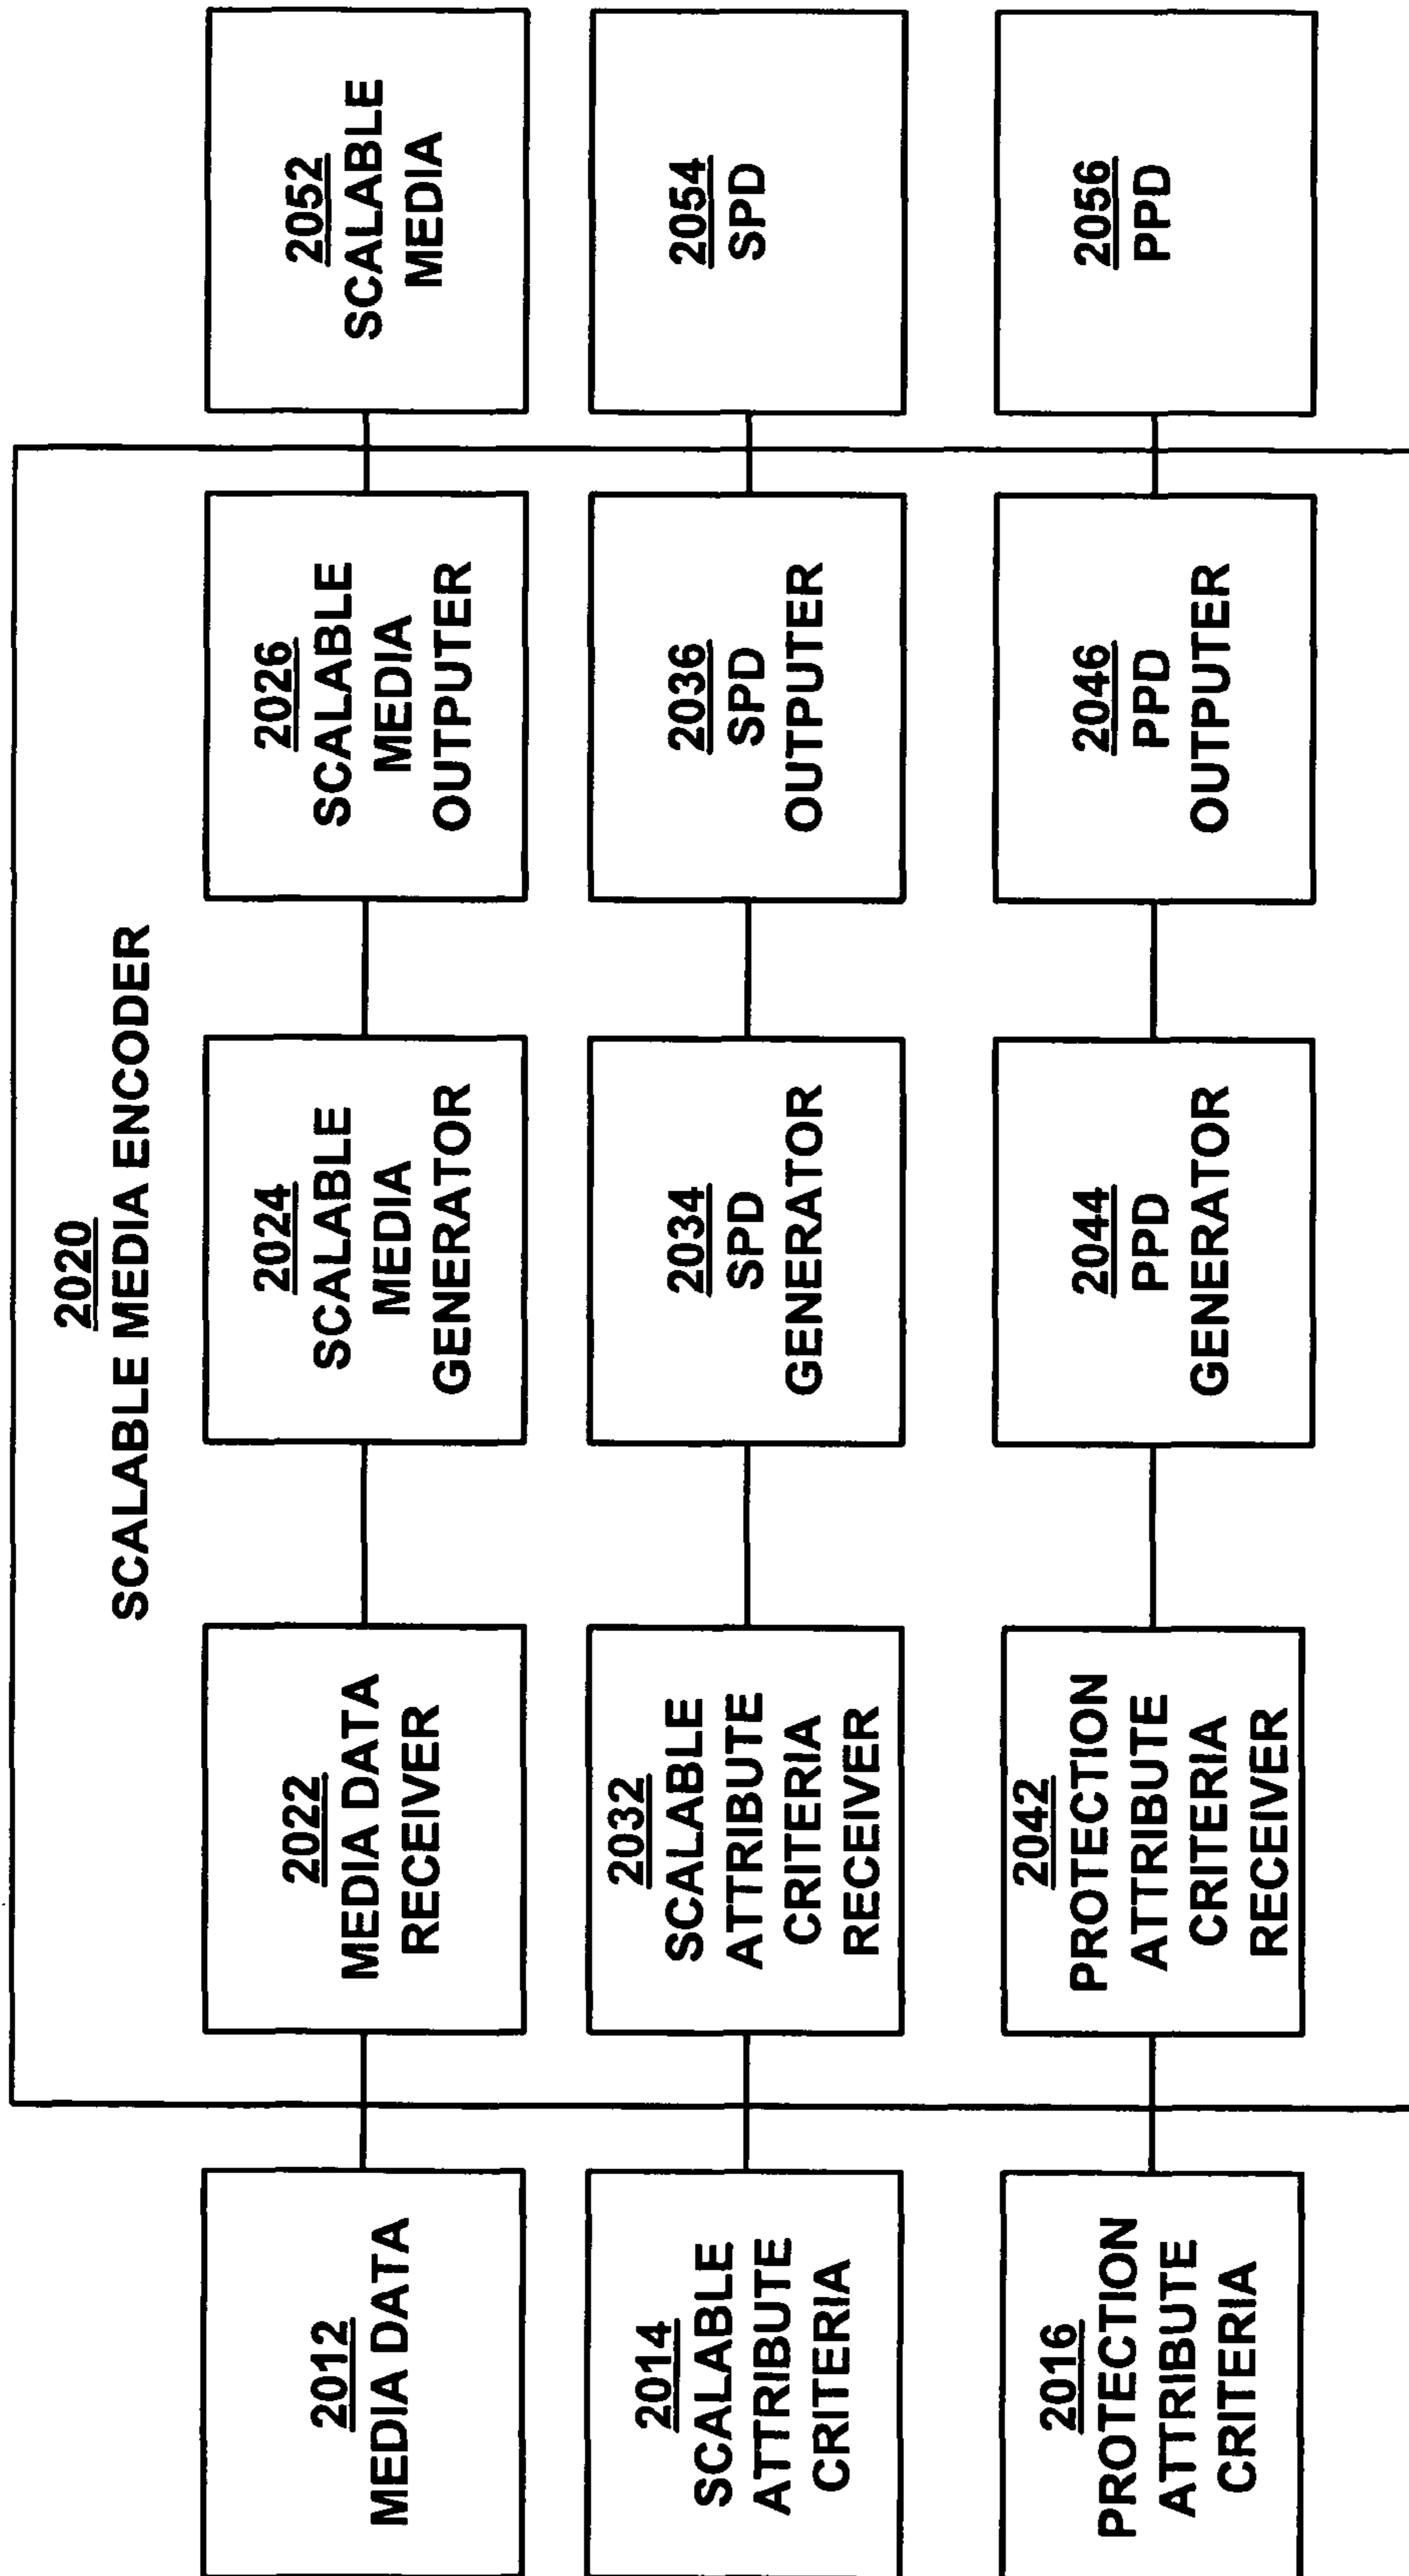 2020
SCALABLE MEDIA ENCODER
2012
MEDIA DATA
2022
MEDIA DATA
RECEIVER
2024
SCALABLE
MEDIA
GENERATOR
2026
SCALABLE
MEDIA
OUTPUTER
2052
SCALABLE
MEDIA
2014
SCALABLE
ATTRIBUTE
CRITERIA
2032
SCALABLE
ATTRIBUTE
CRITERIA
RECEIVER
2034
SPD
GENERATOR
2036
SPD
OUTPUTER
2054
SPD
2016
PROTECTION
ATTRIBUTE
CRITERIA
2042
PROTECTION
ATTRIBUTE
CRITERIA
RECEIVER
2044
PPD
GENERATOR
2046
PPD
OUTPUTER
2056
PPD